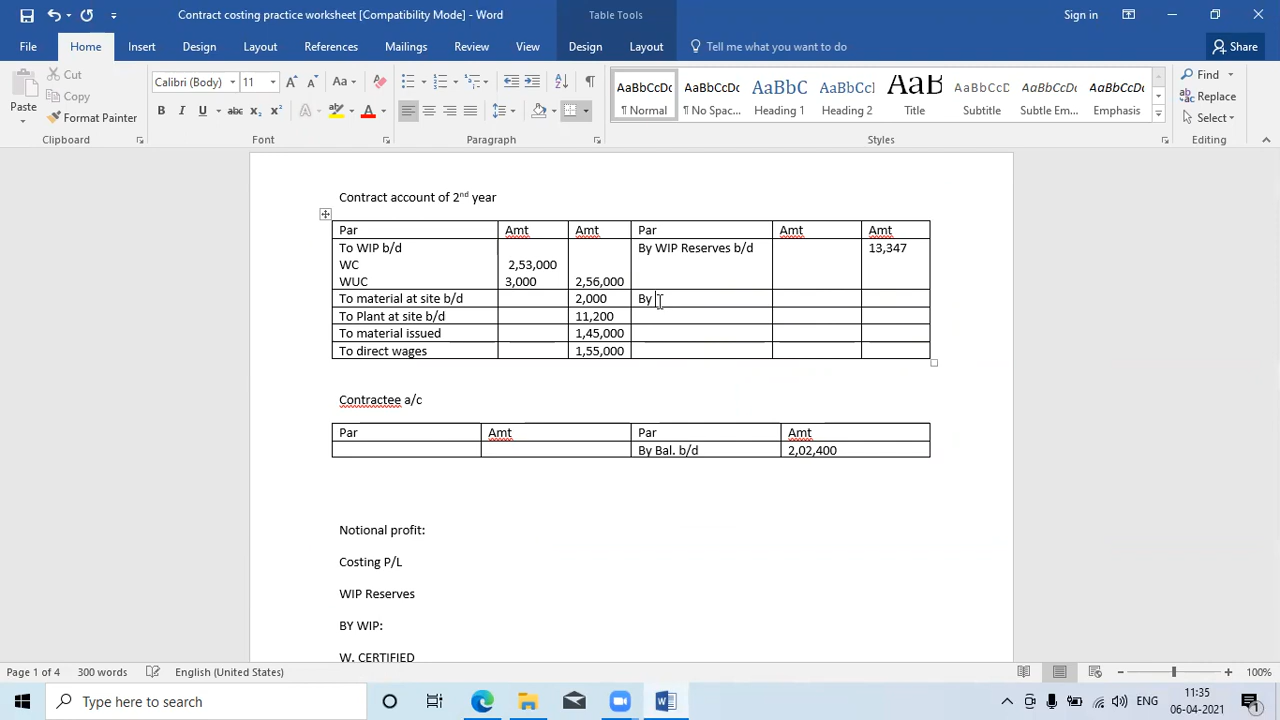 Contract costing practice worksheet [Compatibility Mode] - Word
Table Tools
Sign in
File Home Insert Design Layout References Mailings Review View Design Layout Tell me what you want to do Share
Paste
Cut
Copy
Format Painter
Clipboard
Calibri (Body) 11
Aa
B I U abc x₂ x² A A
Font
Paragraph
AaBbCcDc AaBbCcDc AaBbC AaBbCcl AaB AaBbCcD AaBbCcDc AaBbCcDc
¶ Normal ¶ No Spac... Heading 1 Heading 2 Title Subtitle Subtle Em... Emphasis
Styles
Find
Replace
Select
Editing
Contract account of 2nd year
Par Amt Amt Par Amt Amt
To WIP b/d By WIP Reserves b/d 13,347
WC 2,53,000
WUC 3,000 2,56,000
To material at site b/d 2,000 By
To Plant at site b/d 11,200
To material issued 1,45,000
To direct wages 1,55,000
Contractee a/c
Par Amt Par Amt
By Bal. b/d 2,02,400
Notional profit:
Costing P/L
WIP Reserves
BY WIP:
W. CERTIFIED
Page 1 of 4 300 words English (United States) 100%
Type here to search
ENG
11:35
06-04-2021
1